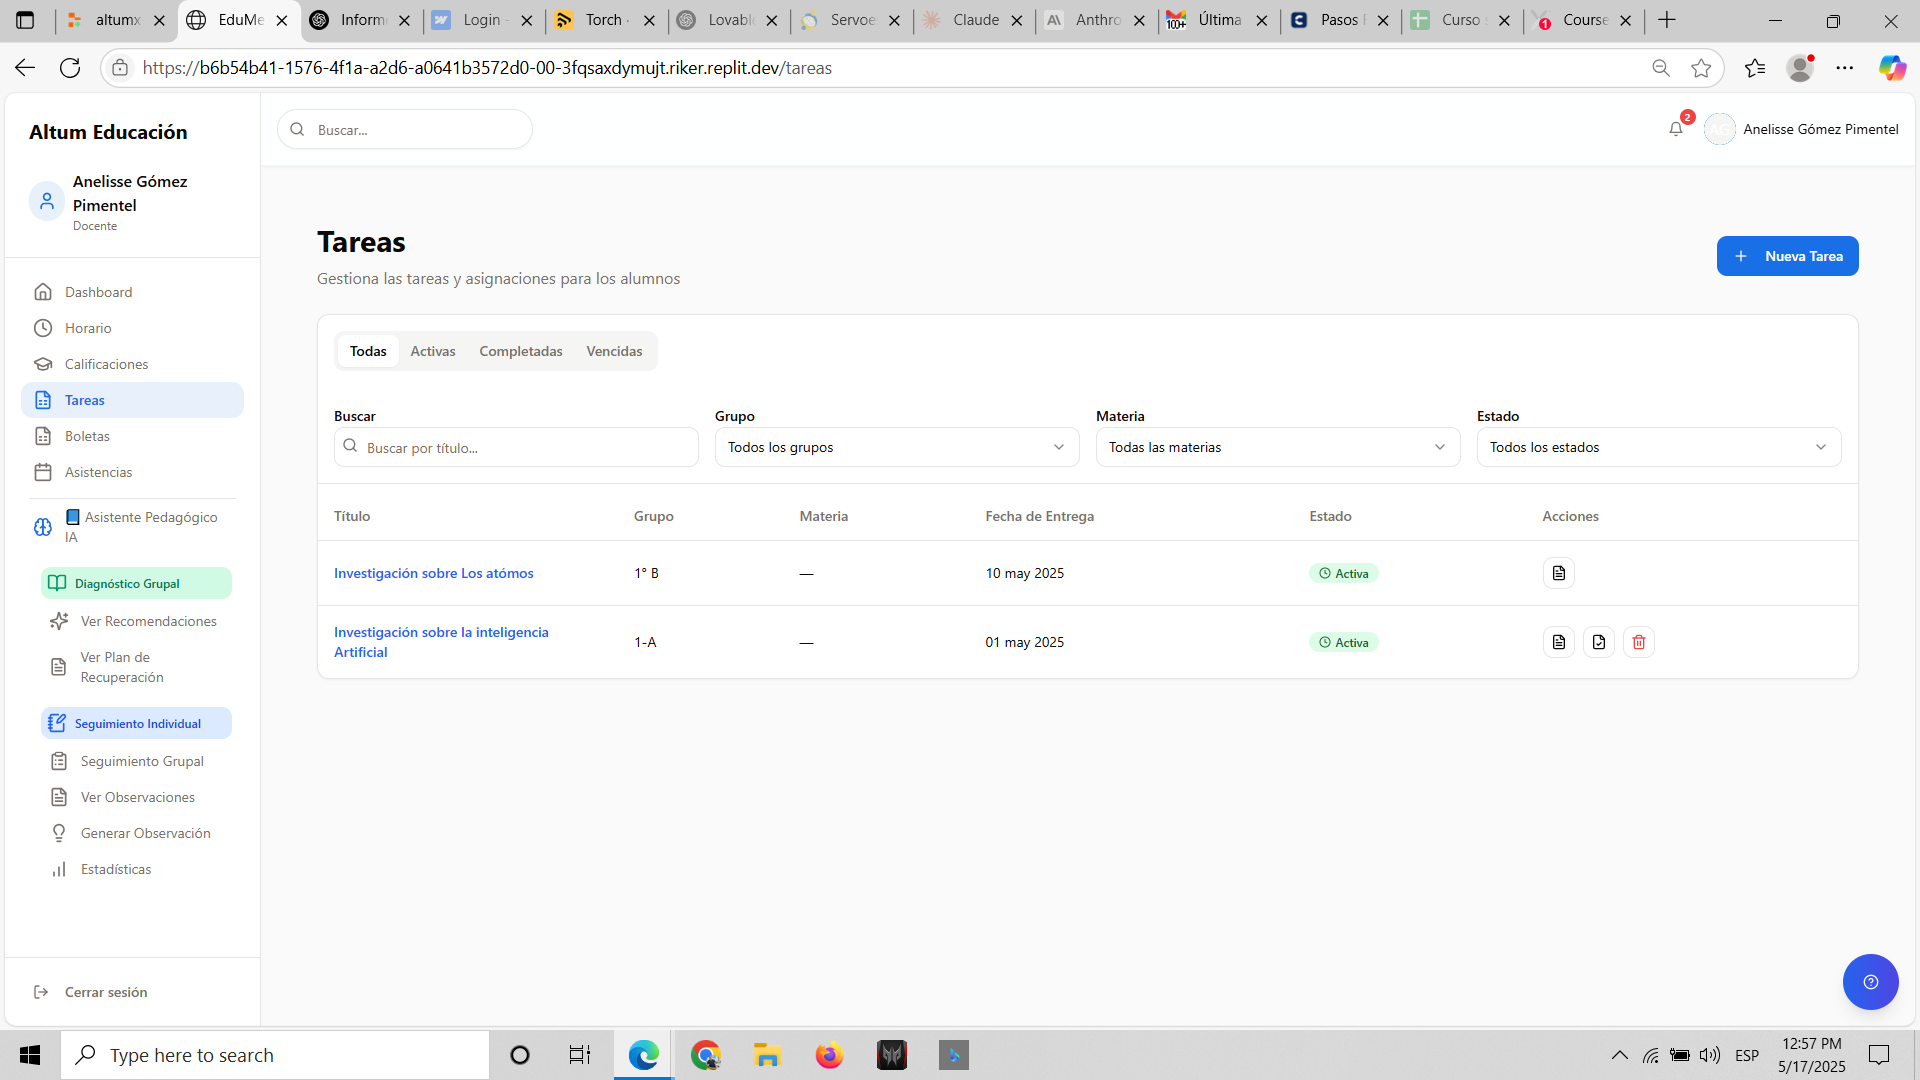 altumx
EduMe
Inform
Login -
Torch
Lovabl
Servoe
Claude
Anthro
100+
Última
Pasos
Curso
1
Course
https://b6b54b41-1576-4f1a-a2d6-a0641b3572d0-00-3fqsaxdymujt.riker.replit.dev/tareas
Altum Educación
Buscar...
2
Anelisse Gómez Pimentel
Anelisse Gómez
Pimentel
Docente
Dashboard
Horario
Calificaciones
Tareas
Boletas
Asistencias
Asistente Pedagógico
IA
Diagnóstico Grupal
Ver Recomendaciones
Ver Plan de
Recuperación
Seguimiento Individual
Seguimiento Grupal
Ver Observaciones
Generar Observación
Estadísticas
Cerrar sesión
Tareas
Gestiona las tareas y asignaciones para los alumnos
+ Nueva Tarea
Todas Activas Completadas Vencidas
Buscar Grupo Materia Estado
Buscar por título... Todos los grupos Todas las materias Todos los estados
Título Grupo Materia Fecha de Entrega Estado Acciones
Investigación sobre Los atómos 1° B — 10 may 2025 Activa
Investigación sobre la inteligencia
Artificial 1-A — 01 may 2025 Activa
Type here to search
ESP
12:57 PM
5/17/2025